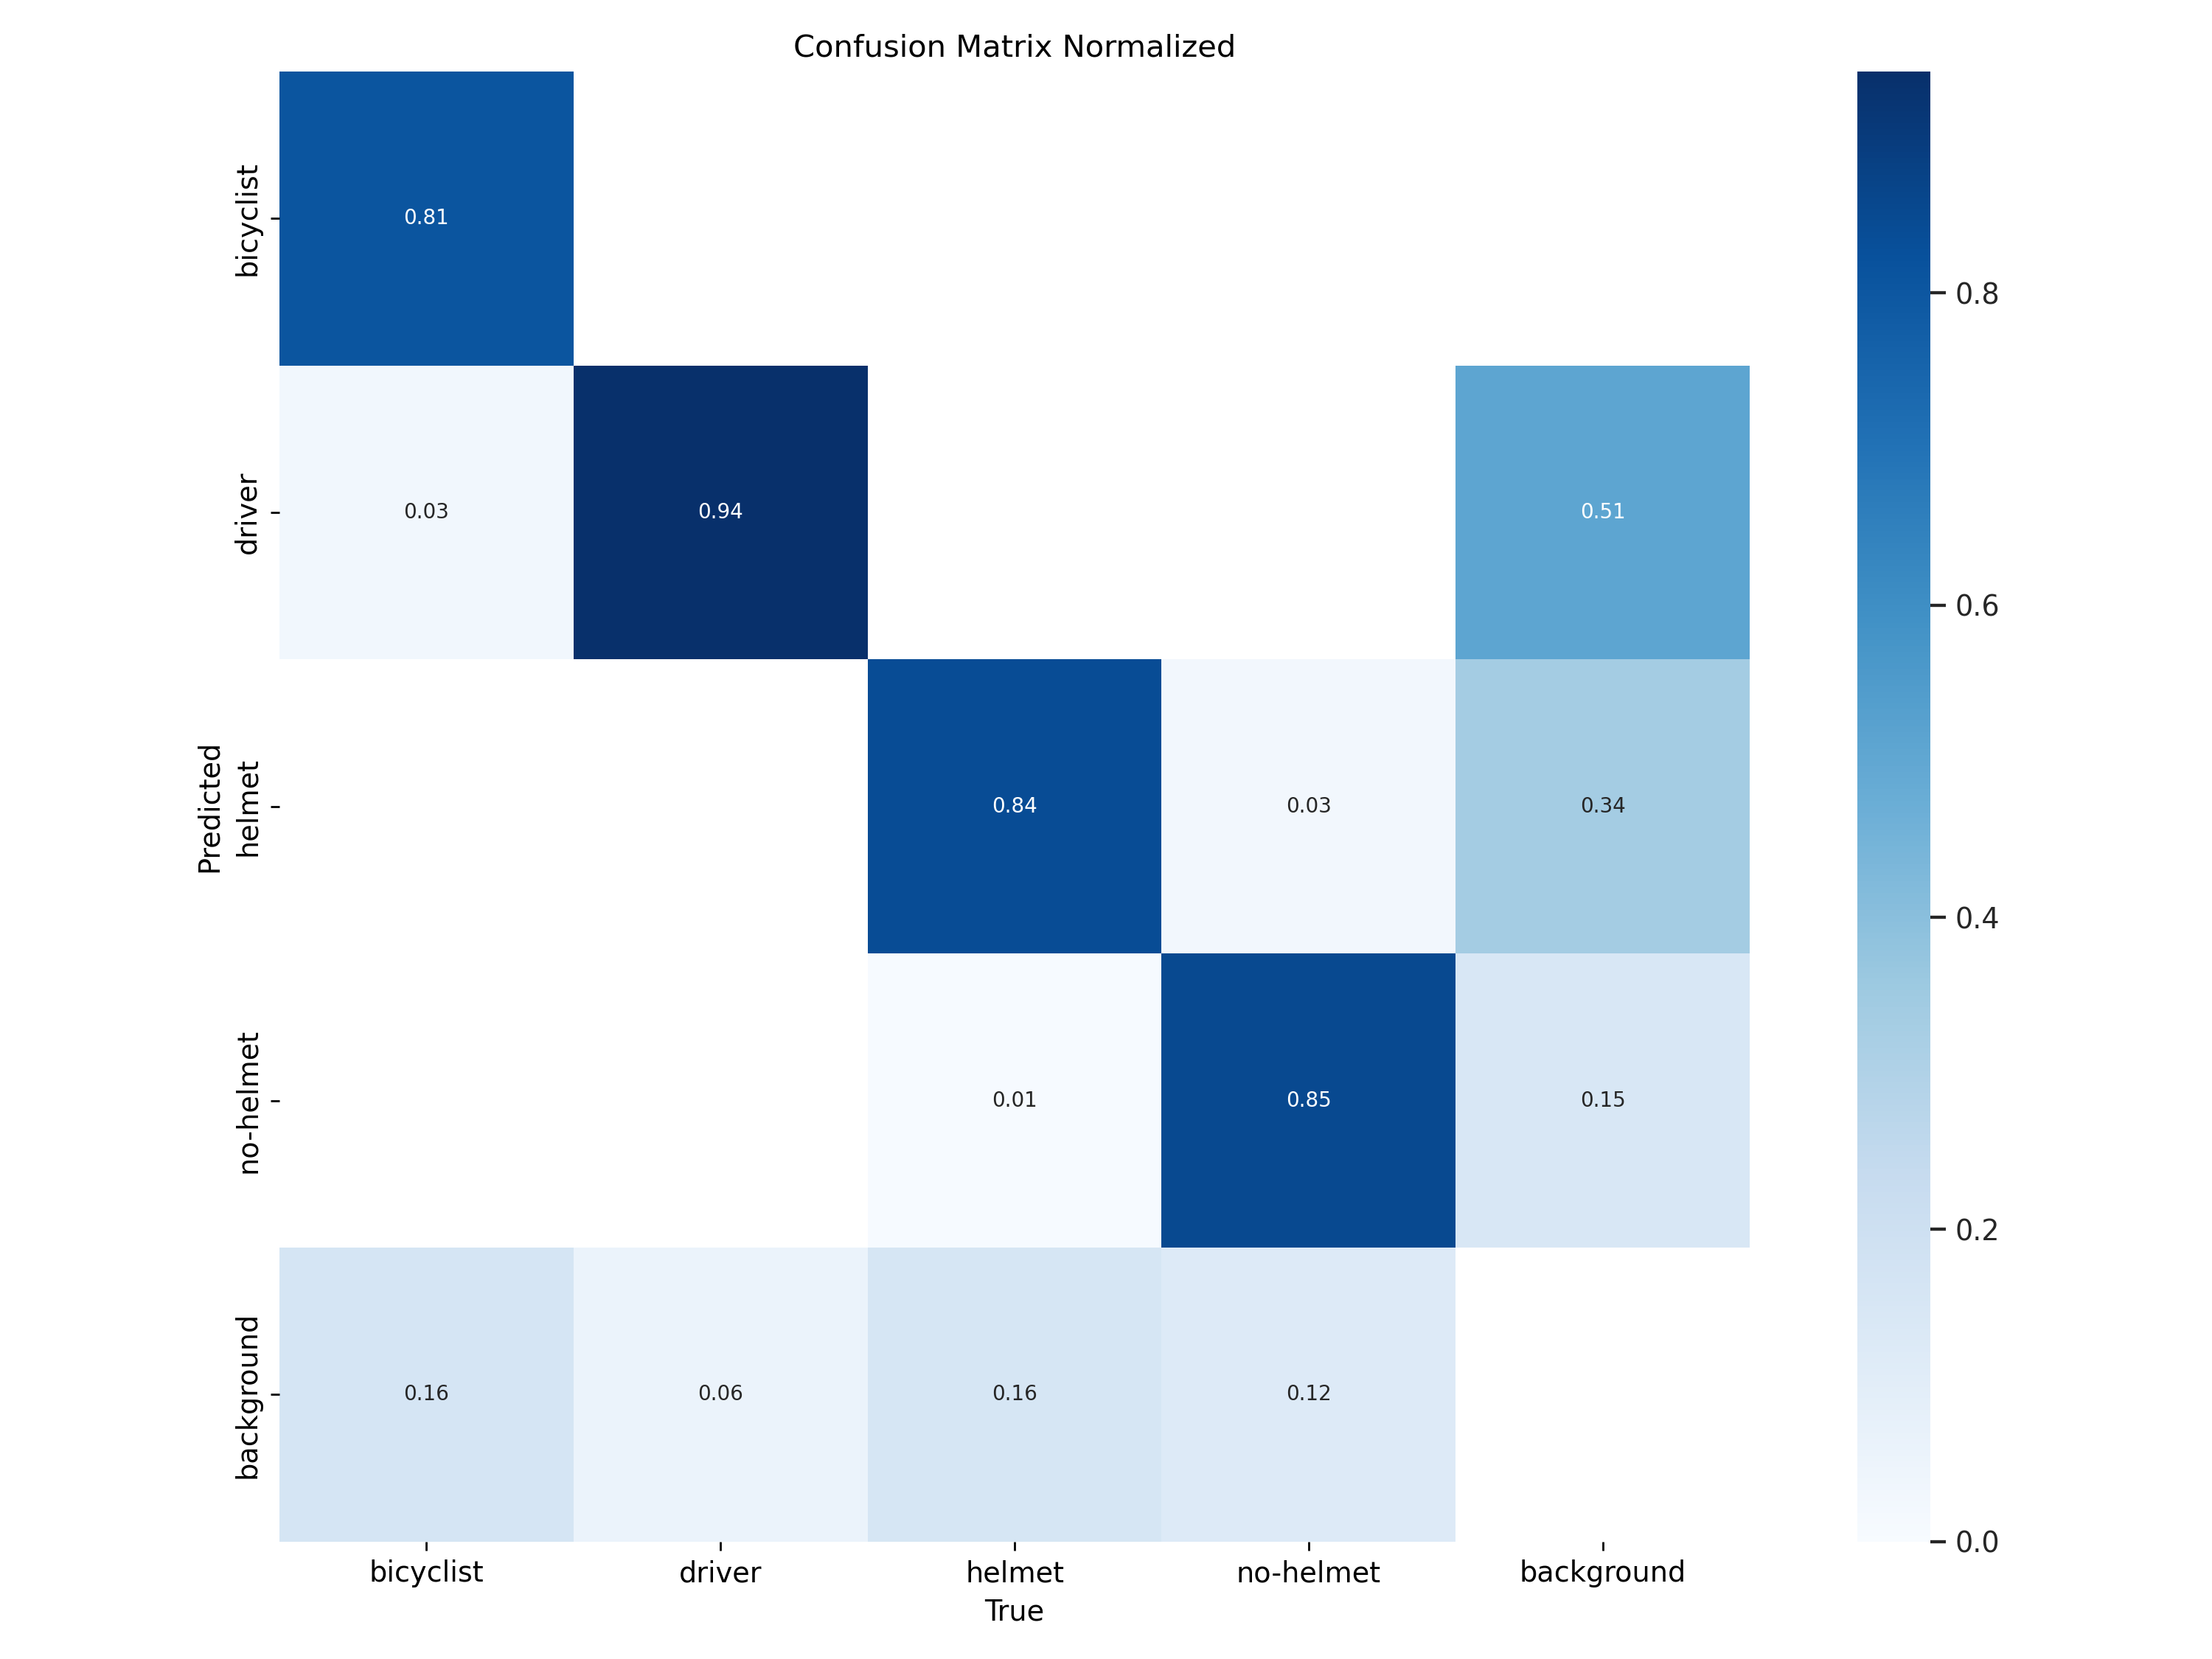 Confusion Matrix Normalized
bicyclist
0.81
0.8
driver
0.03
0.94
0.51
0.6
Predicted
helmet
0.84
0.03
0.34
0.4
no-helmet
0.01
0.85
0.15
0.2
background
0.16
0.06
0.16
0.12
0.0
bicyclist
driver
helmet
no-helmet
background
True